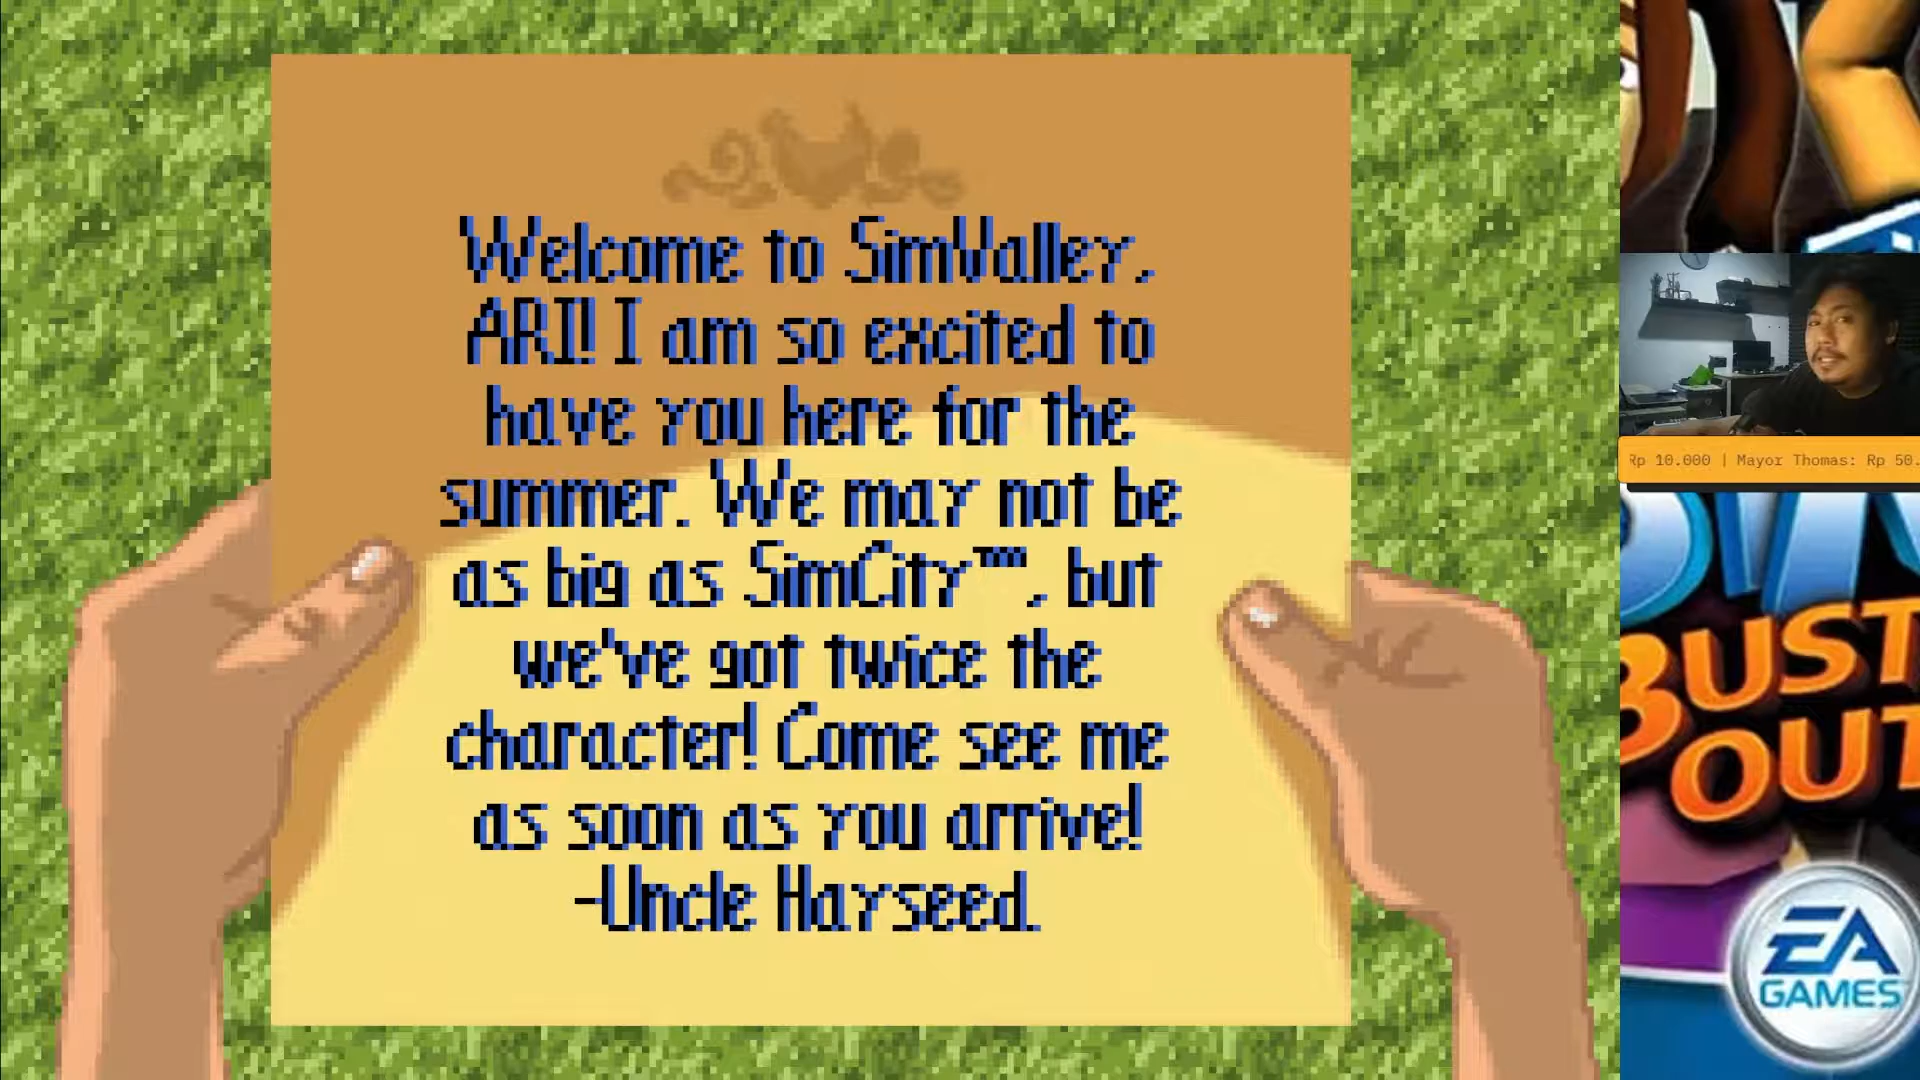 Welcome to SimValley,
ARI! I am so excited to
have you here for the
summer. We may not be
as big as SimCity™, but
we've got twice the
character! Come see me
as soon as you arrive!
-Uncle Hayseed.
Rp 10.000 | Mayor Thomas: Rp 50.
BUST
OUT
EA
GAMES